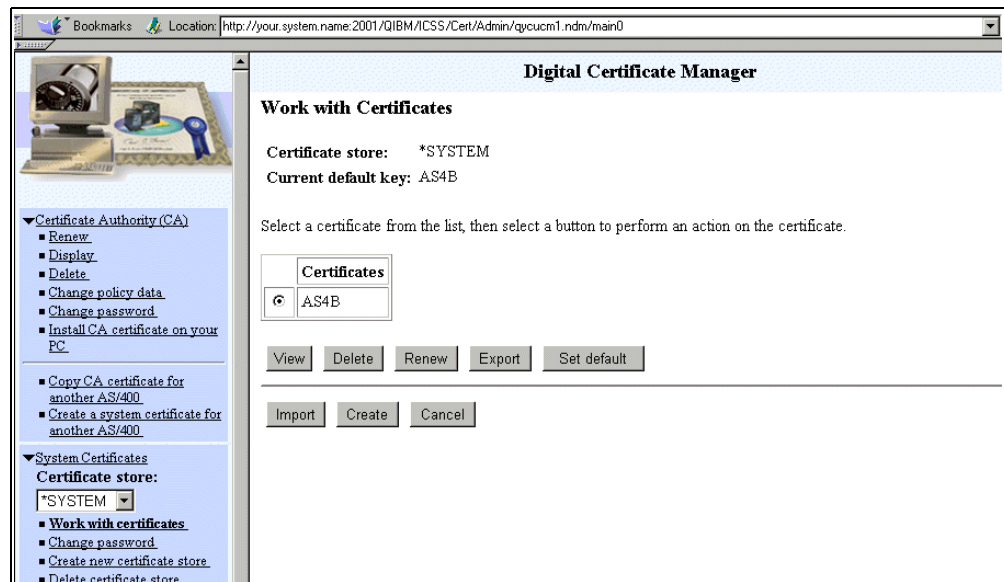 Bookmarks Location: http://your.system.name:2001/QIBM/ICSS/Cert/Admin/qycucm1.ndm/main0
Digital Certificate Manager
Work with Certificates
Certificate store: *SYSTEM
Current default key: AS4B
Select a certificate from the list, then select a button to perform an action on the certificate.
Certificates
AS4B
View Delete Renew Export Set default
Import Create Cancel
Certificate Authority (CA)
Renew
Display
Delete
Change policy data
Change password
Install CA certificate on your
PC
Copy CA certificate for
another AS/400
Create a system certificate for
another AS/400
System Certificates
Certificate store:
*SYSTEM
Work with certificates
Change password
Create new certificate store
Delete certificate store